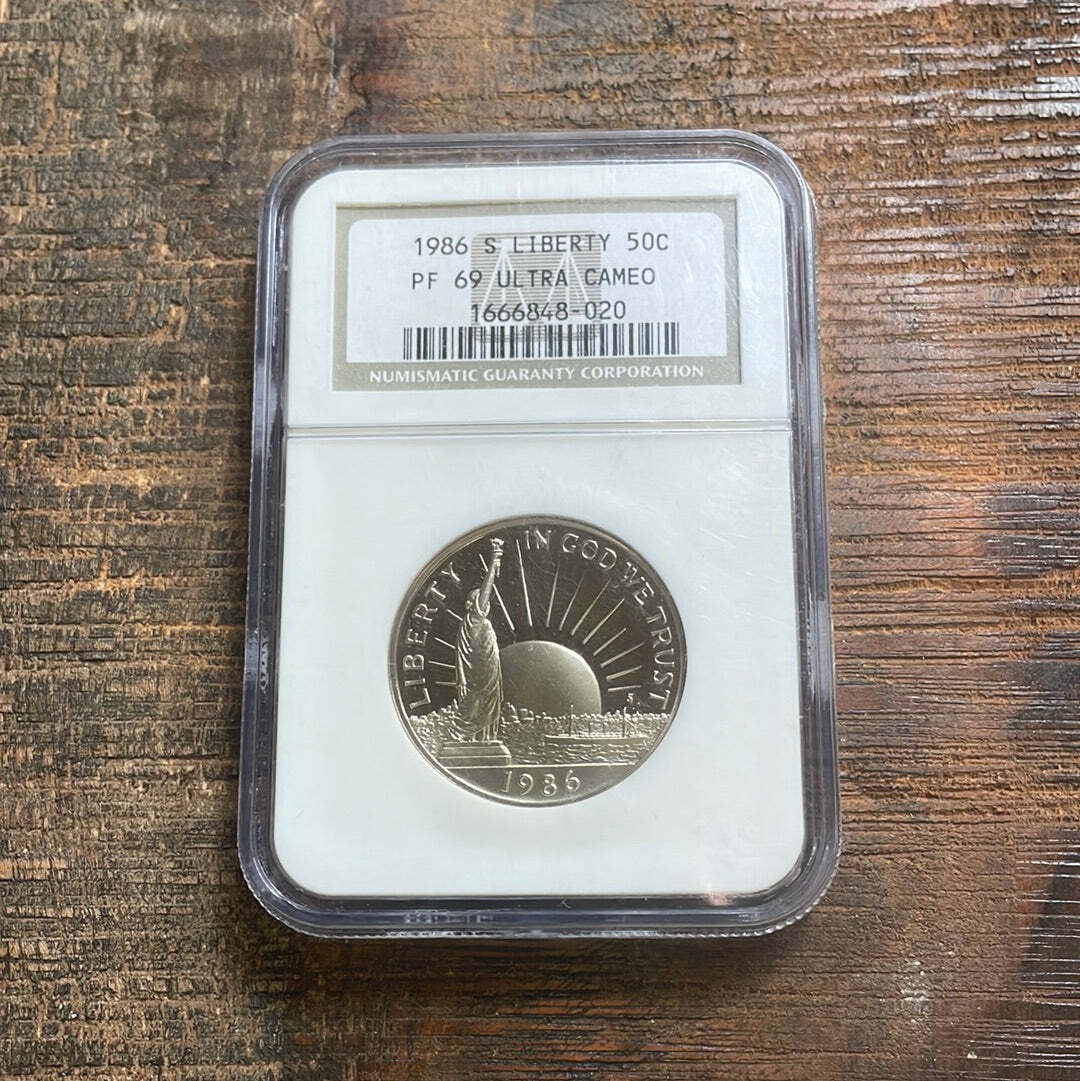 1986 S LIBERTY 50C
PF 69 ULTRA CAMEO
1666848-020
NUMISMATIC GUARANTY CORPORATION
LIBERTY
IN GOD WE TRUST
S
1986